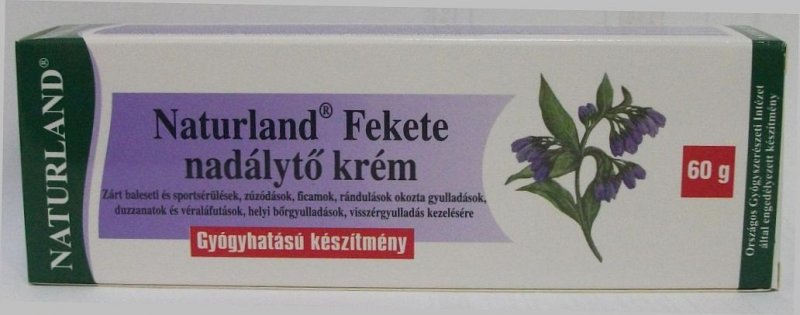 NATURLAND®
Naturland® Fekete
nadálytő krém
Zárt baleseti és sportsérülések, zúzódások, ficamok, rándulások okozta gyulladások,
duzzanatok és véraláfutások, helyi bőrgyulladások, visszérgyulladás kezelésére
Gyógyhatású készítmény
60 g
Országos Gyógyszerészeti Intézet
által engedélyezett készítmény